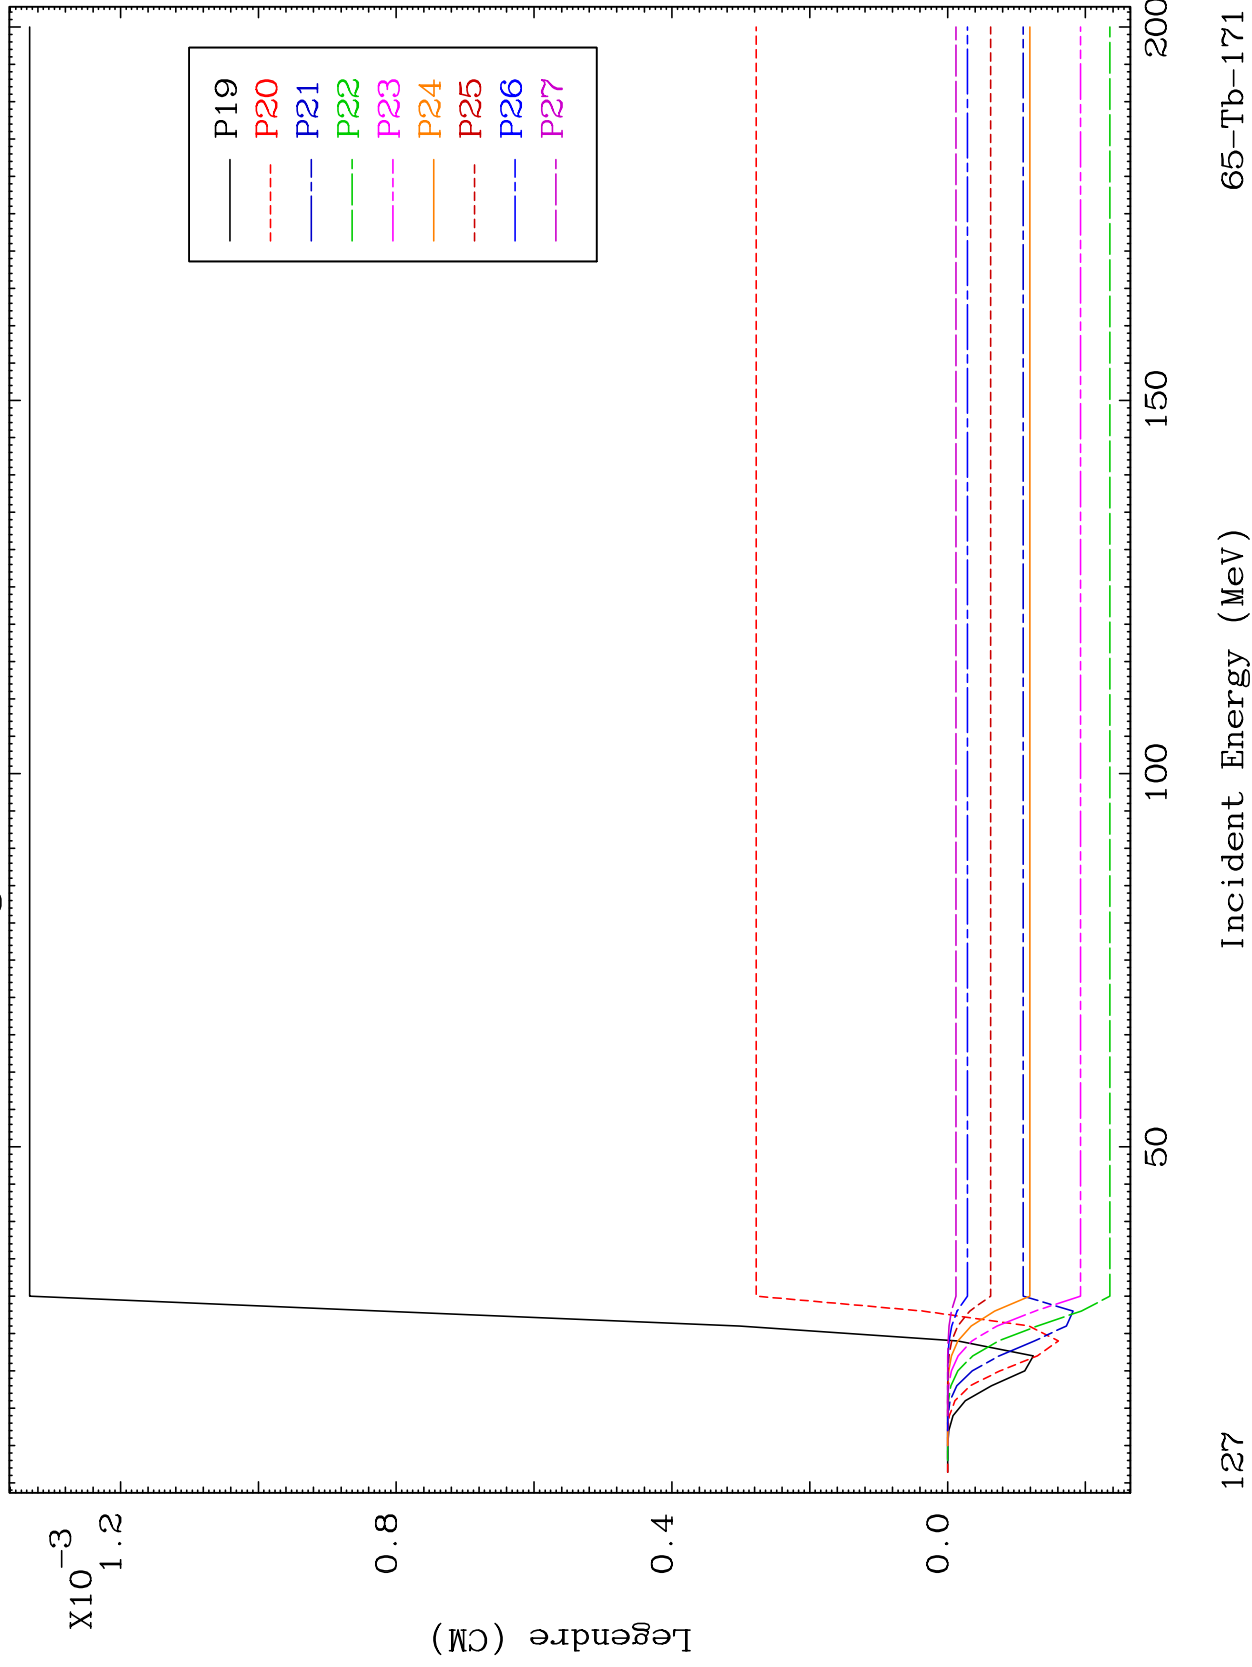 P19
P20
P21
P22
P23
P24
P25
P26
P27
X10⁻³
1.2
0.8
0.4
0.0
Legendre (CM)
50
100
150
200
127
Incident Energy (MeV)
65-Tb-171